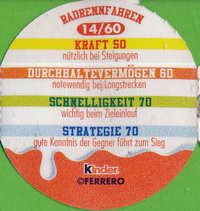 RADRENNFAHREN
14/60
KRAFT 50
nützlich bei Steigungen
DURCHHALTEVERMÖGEN 60
notwendig bei Langstrecken
SCHNELLIGKEIT 70
wichtig beim Zieleinlauf
STRATEGIE 70
gute Kenntnis der Gegner führt zum Sieg
kinder
©FERRERO